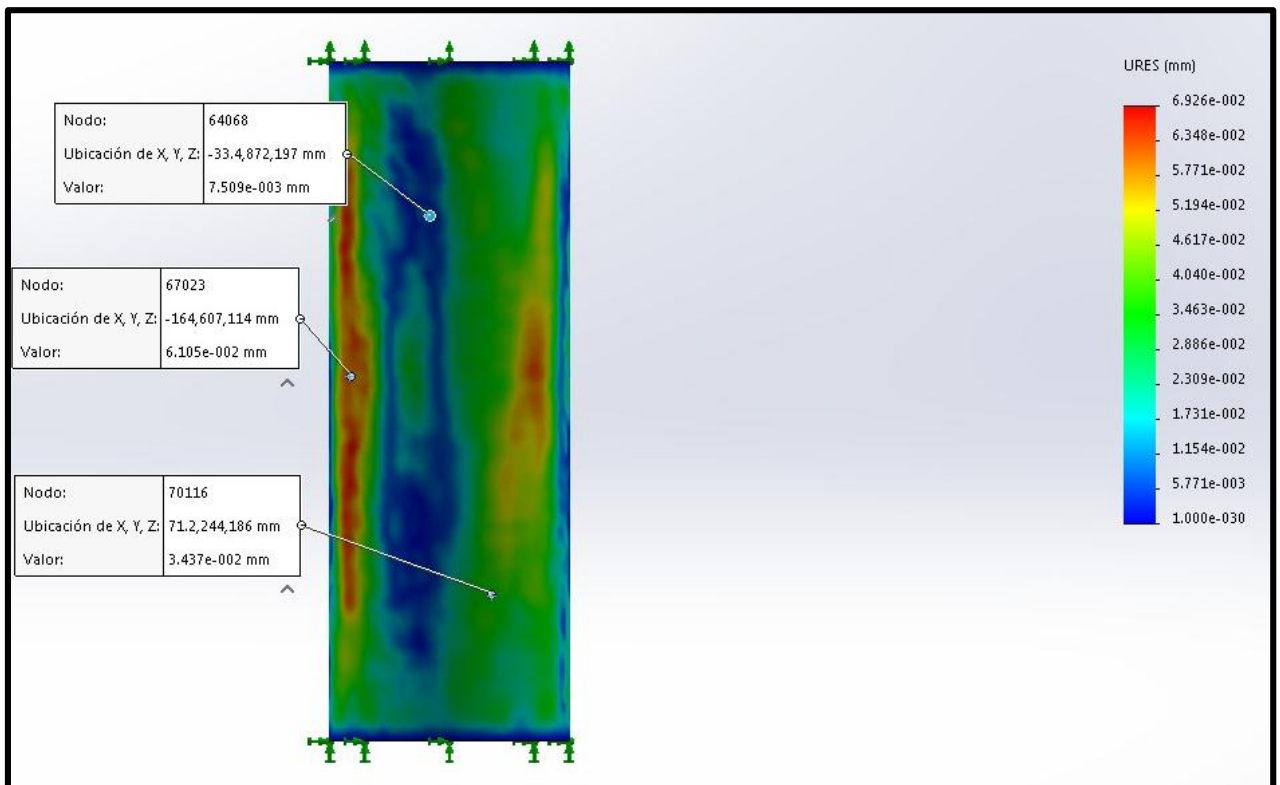 URES (mm)
6.926e-002
6.348e-002
5.771e-002
5.194e-002
4.617e-002
4.040e-002
3.463e-002
2.886e-002
2.309e-002
1.731e-002
1.154e-002
5.771e-003
1.000e-030
Nodo: 64068
Ubicación de X, Y, Z: -33.4,872,197 mm
Valor: 7.509e-003 mm
Nodo: 67023
Ubicación de X, Y, Z: -164,607,114 mm
Valor: 6.105e-002 mm
Nodo: 70116
Ubicación de X, Y, Z: 71.2,244,186 mm
Valor: 3.437e-002 mm